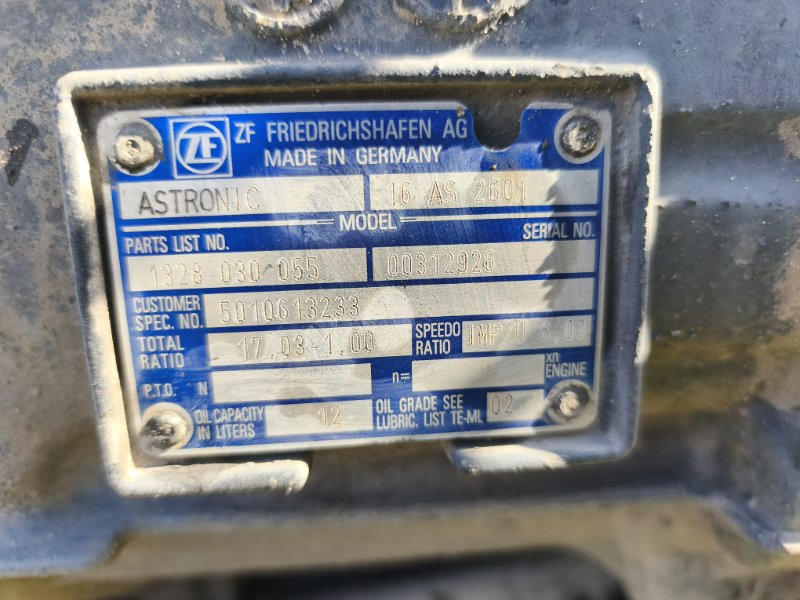 ZF ZF FRIEDRICHSHAFEN AG
MADE IN GERMANY
ASTRONIC 16 AS 2601
MODEL
PARTS LIST NO. SERIAL NO.
1328 030 055 00312926
CUSTOMER SPEC. NO. 5010613233
TOTAL RATIO 17,03-1,00 SPEEDO RATIO IMP/U 8,00
P.T.O. N n= xn ENGINE
OIL CAPACITY IN LITERS 12 OIL GRADE SEE LUBRIC. LIST TE-ML 02